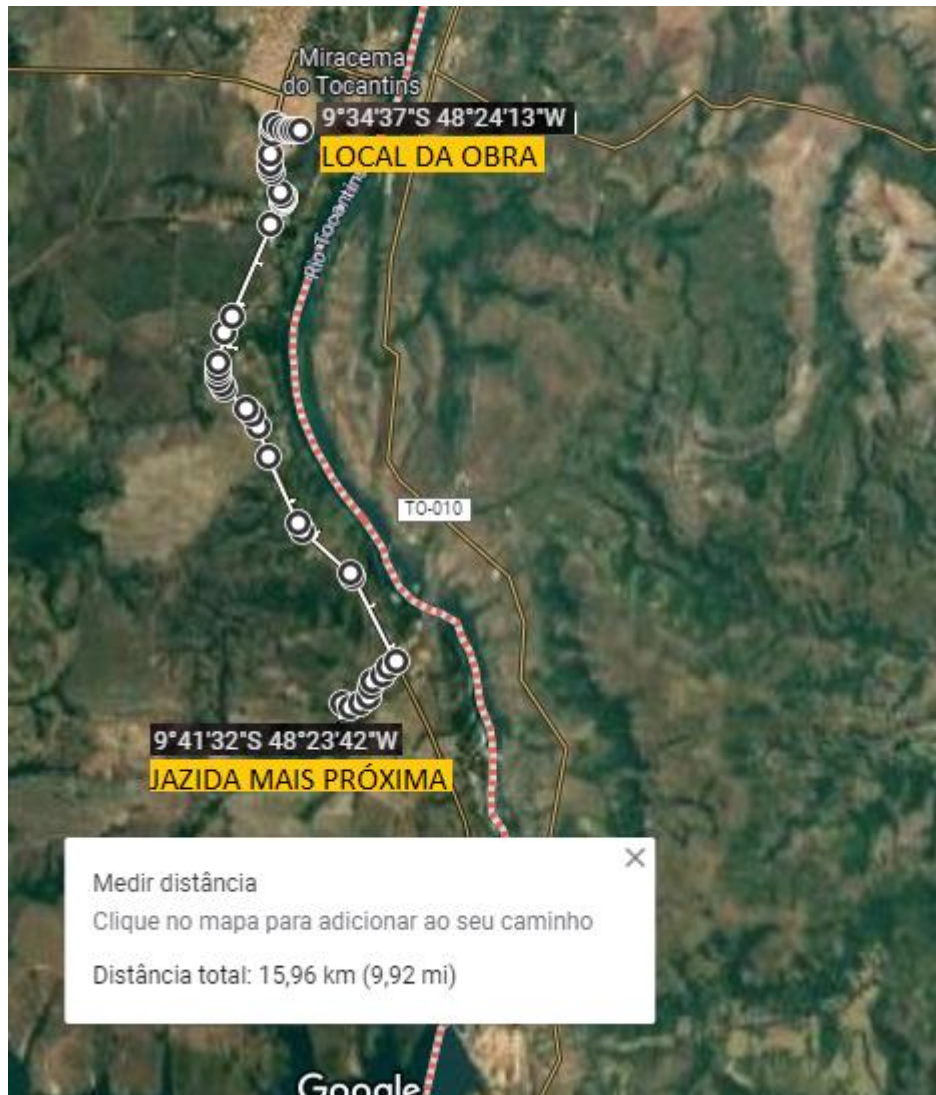 Miracema
do Tocantins
9°34'37"S 48°24'13"W
LOCAL DA OBRA
Rio Tocantins
TO-010
9°41'32"S 48°23'42"W
JAZIDA MAIS PRÓXIMA
Medir distância
Clique no mapa para adicionar ao seu caminho
Distância total: 15,96 km (9,92 mi)
Google